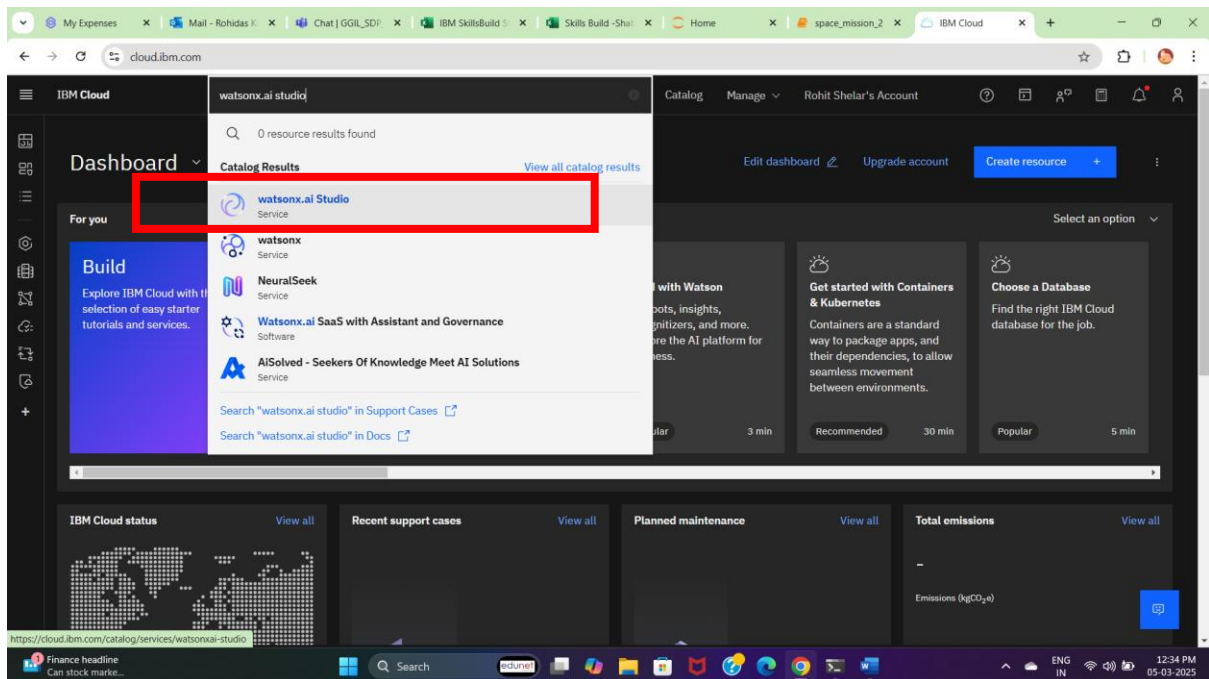 My Expenses
Mail - Rohidas K
Chat | GGIL_SDP
IBM SkillsBuild S
Skills Build -Shat
Home
space_mission_2
IBM Cloud
cloud.ibm.com
IBM Cloud
watsonx.ai studio
Catalog
Manage
Rohit Shelar's Account
0 resource results found
Dashboard
Catalog Results
View all catalog results
Edit dashboard
Upgrade account
Create resource +
watsonx.ai Studio
Service
For you
Select an option
watsonx
Service
Build
Explore IBM Cloud with th
selection of easy starter
tutorials and services.
NeuralSeek
Service
Watsonx.ai SaaS with Assistant and Governance
Software
AiSolved - Seekers Of Knowledge Meet AI Solutions
Service
Search "watsonx.ai studio" in Support Cases
Search "watsonx.ai studio" in Docs
with Watson
insights,
and more.
the AI platform for
3 min
Get started with Containers
& Kubernetes
Containers are a standard
way to package apps, and
their dependencies, to allow
seamless movement
between environments.
Recommended
30 min
Choose a Database
Find the right IBM Cloud
database for the job.
Popular
5 min
IBM Cloud status
View all
Recent support cases
View all
Planned maintenance
View all
Total emissions
View all
-
Emissions (kgCO₂e)
https://cloud.ibm.com/catalog/services/watsonxai-studio
1
Finance headline
Can stock marke...
Search
edunet
ENG
IN
12:34 PM
05-03-2025